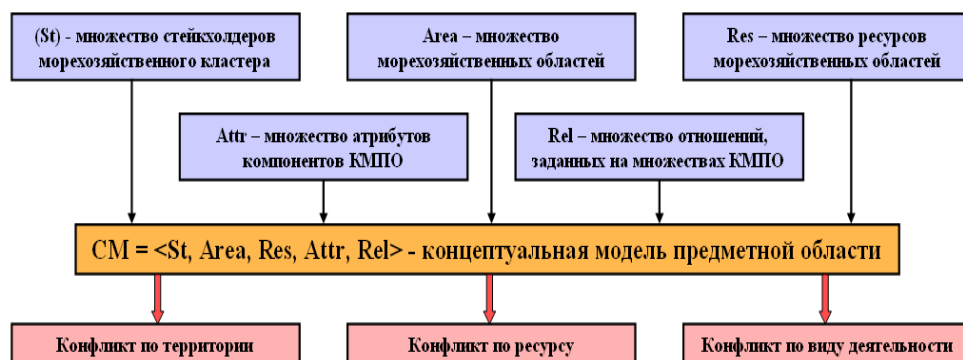 (St) - множество стейкхолдеров
морехозяйственного кластера
Area – множество
морехозяйственных областей
Res – множество ресурсов
морехозяйственных областей
Attr – множество атрибутов
компонентов КМПО
Rel – множество отношений,
заданных на множествах КМПО
CM = <St, Area, Res, Attr, Rel> - концептуальная модель предметной области
Конфликт по территории
Конфликт по ресурсу
Конфликт по виду деятельности